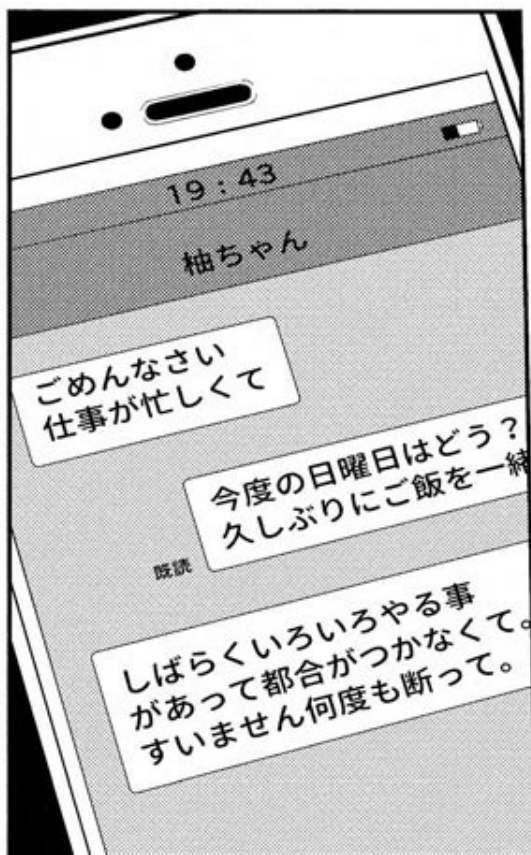 19：43
柚ちゃん
ごめんなさい
仕事が忙しくて
今度の日曜日はどう？
久しぶりにご飯を一緒
既読
しばらくいろいろやる事
があって都合がつかなくて。
すいません何度も断って。